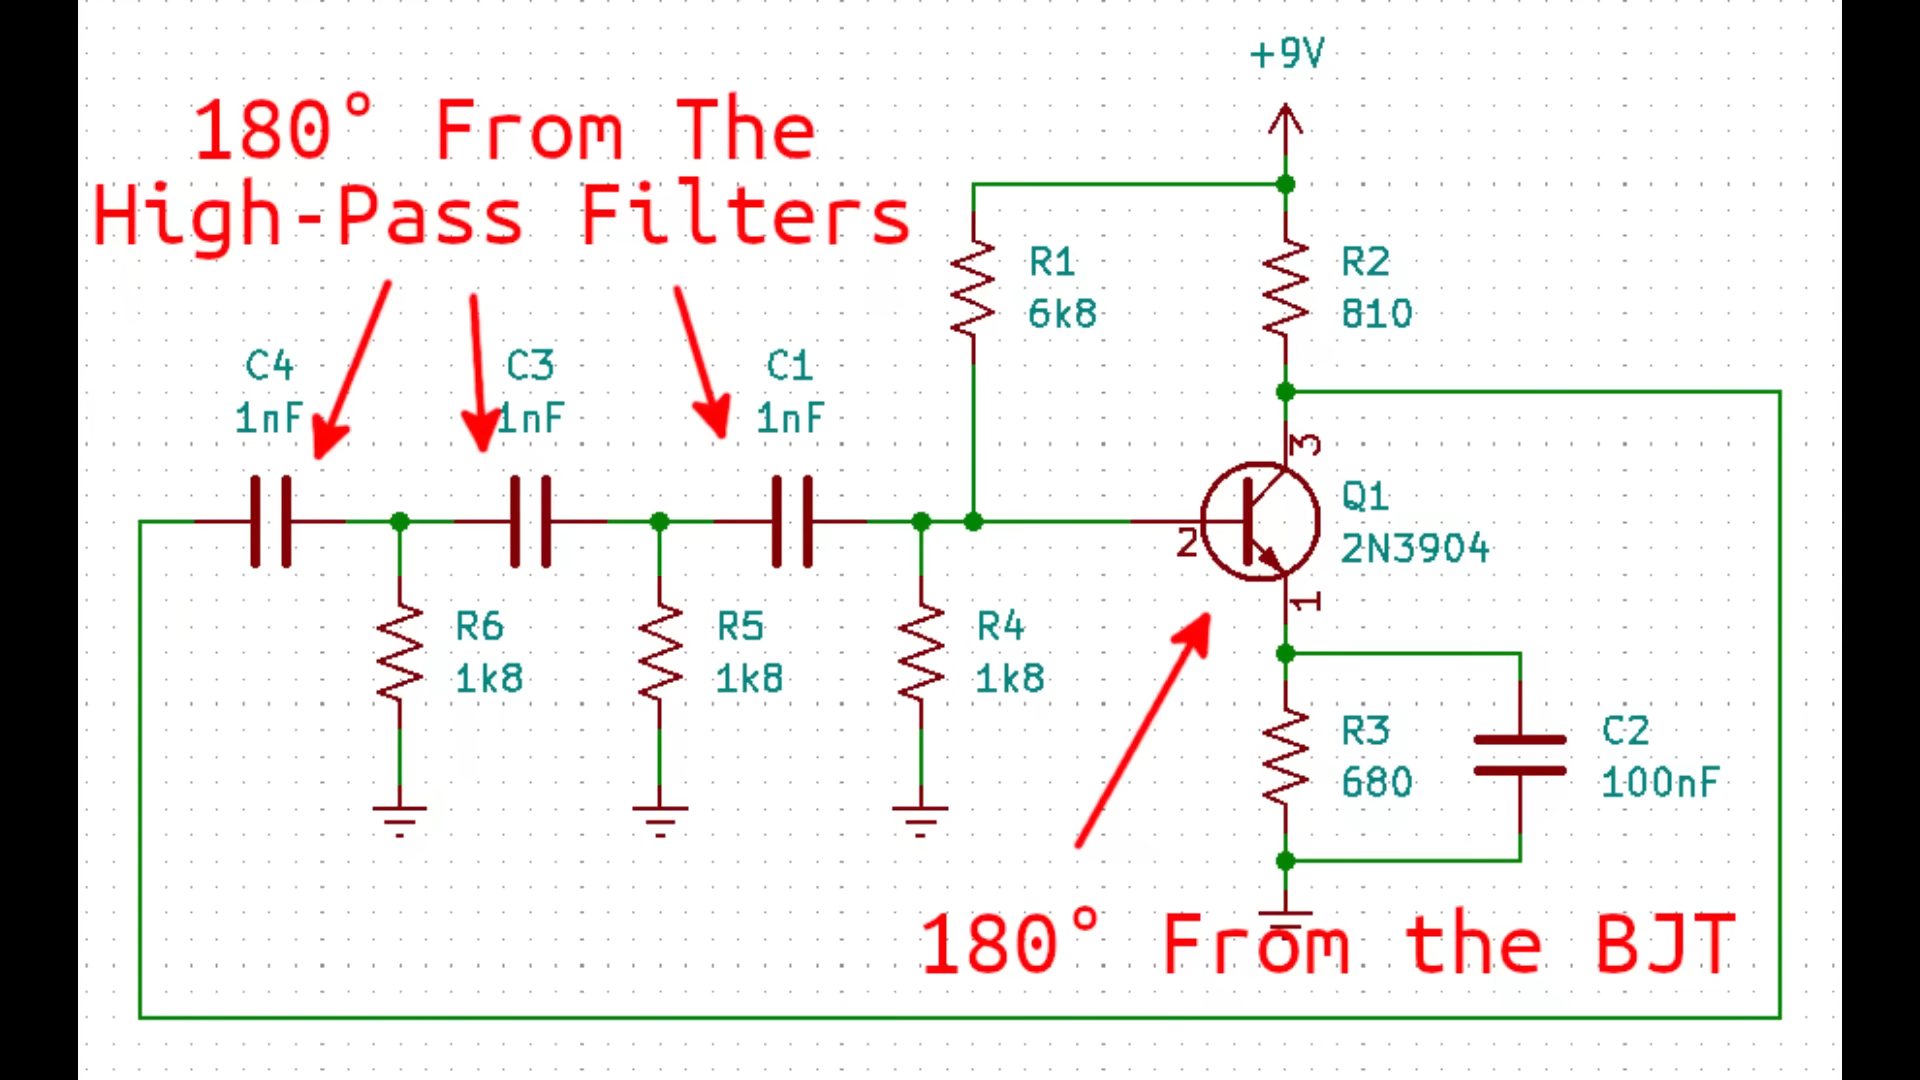 +9V
180° From The
High-Pass Filters
R1
6k8
R2
810
C4
1nF
C3
1nF
C1
1nF
3
Q1
2N3904
2
1
R6
1k8
R5
1k8
R4
1k8
R3
680
C2
100nF
180° From the BJT